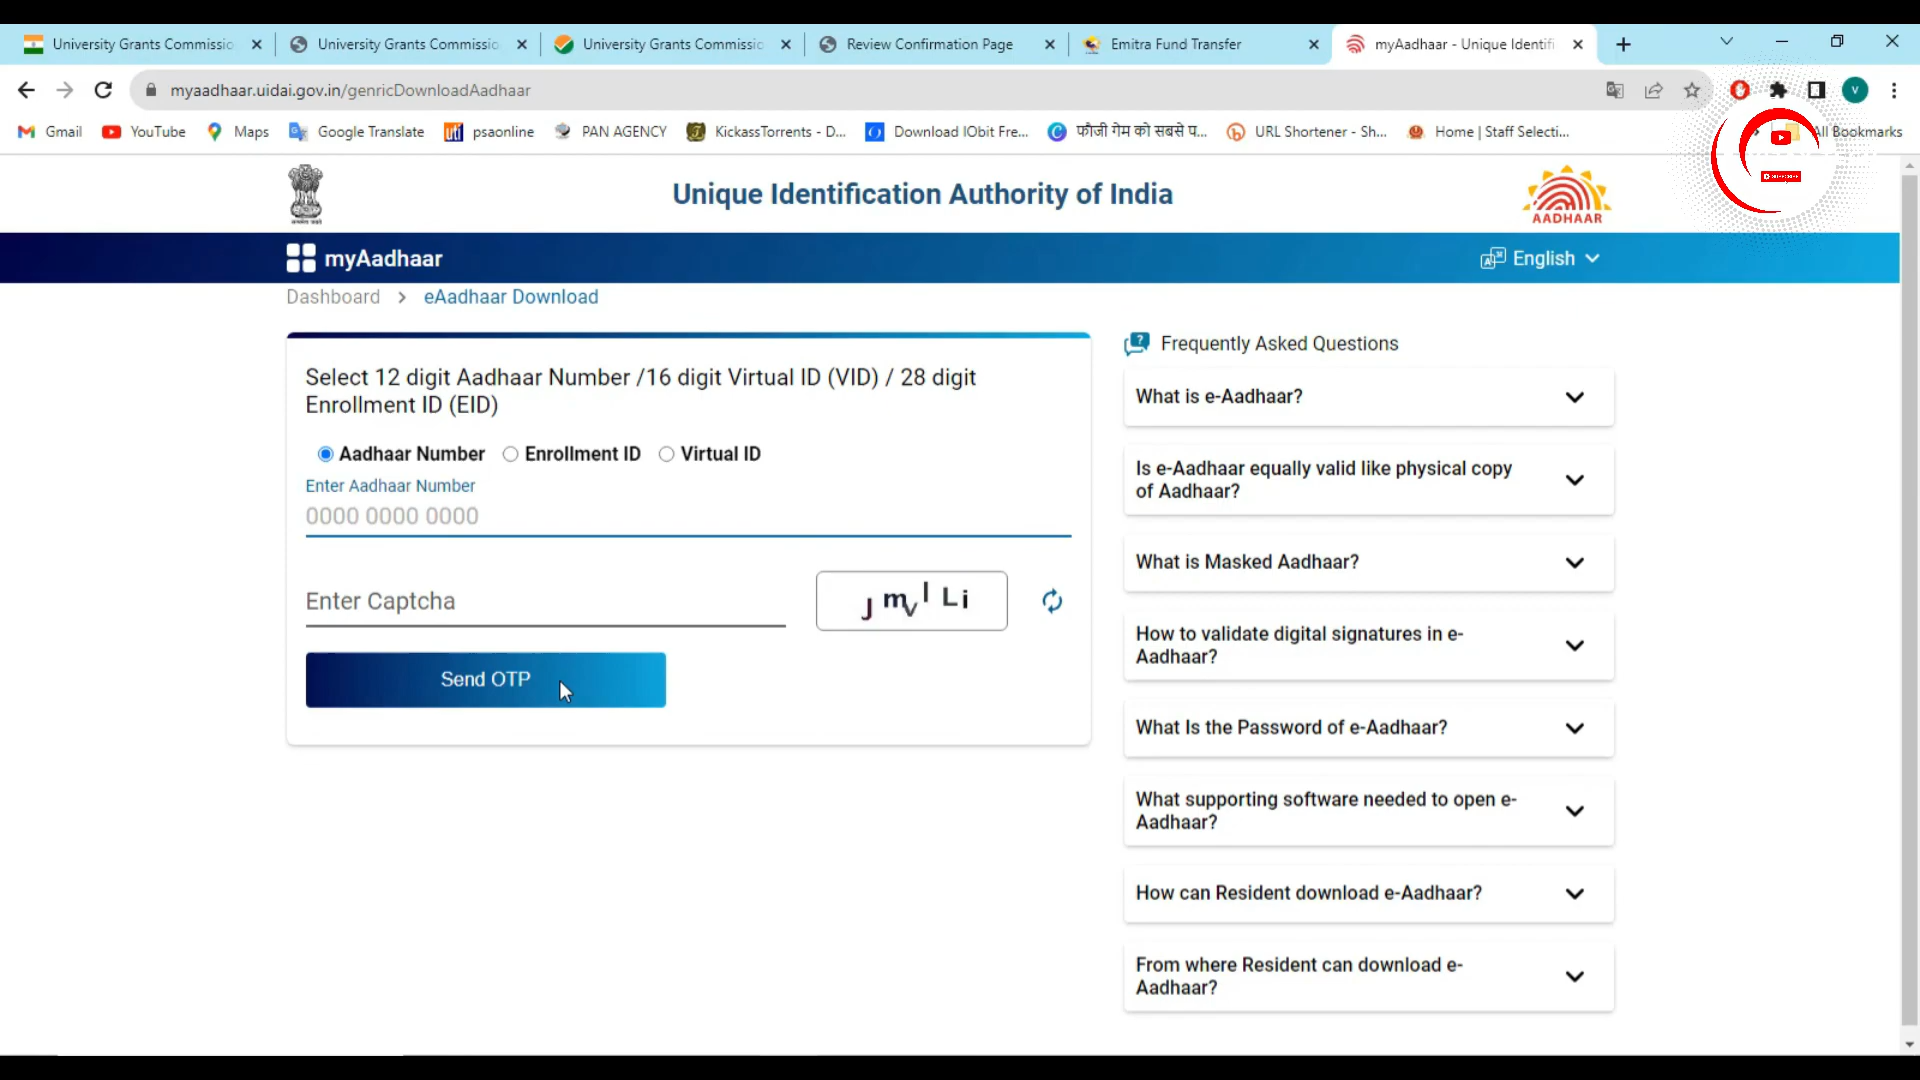 University Grants Commissio
University Grants Commissio
University Grants Commissio
Review Confirmation Page
Emitra Fund Transfer
myAadhaar - Unique Identifi
myaadhaar.uidai.gov.in/genricDownloadAadhaar
V
Gmail
YouTube
Maps
Google Translate
uti psaonline
PAN AGENCY
KickassTorrents - D...
Download IObit Fre...
फौजी गेम को सबसे प...
URL Shortener - Sh...
Home | Staff Selecti...
All Bookmarks
Unique Identification Authority of India
AADHAAR
myAadhaar
English
Dashboard > eAadhaar Download
Select 12 digit Aadhaar Number /16 digit Virtual ID (VID) / 28 digit
Enrollment ID (EID)
Aadhaar Number
Enrollment ID
Virtual ID
Enter Aadhaar Number
0000 0000 0000
Enter Captcha
Send OTP
Frequently Asked Questions
What is e-Aadhaar?
Is e-Aadhaar equally valid like physical copy
of Aadhaar?
What is Masked Aadhaar?
How to validate digital signatures in e-
Aadhaar?
What Is the Password of e-Aadhaar?
What supporting software needed to open e-
Aadhaar?
How can Resident download e-Aadhaar?
From where Resident can download e-
Aadhaar?